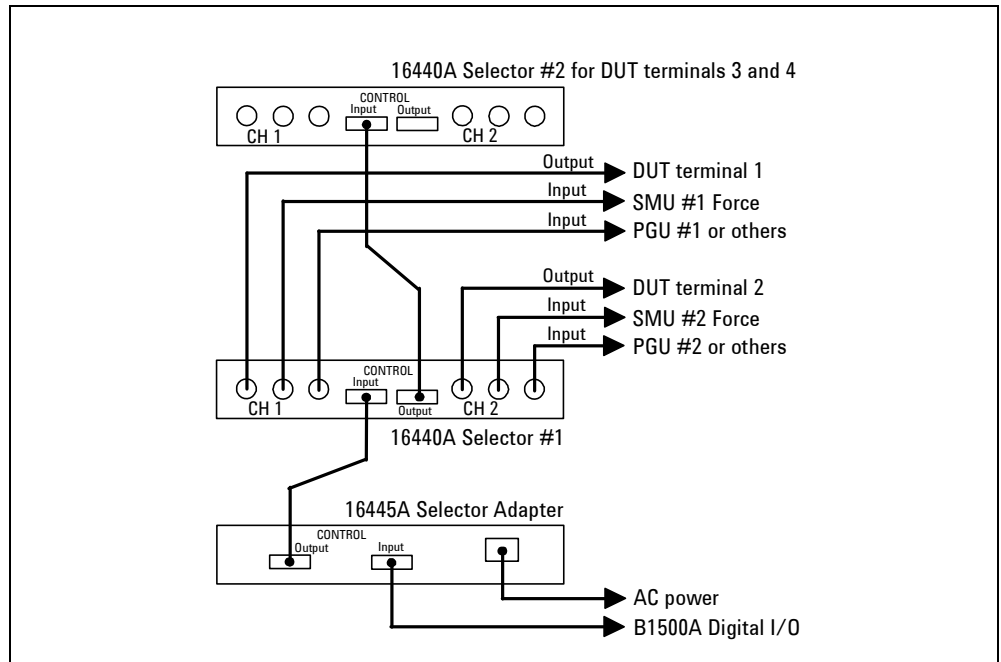 16440A Selector #2 for DUT terminals 3 and 4
CONTROL
Input Output
CH 1 CH 2
Output DUT terminal 1
Input SMU #1 Force
Input PGU #1 or others
Output DUT terminal 2
Input SMU #2 Force
Input PGU #2 or others
CONTROL
Input
CH 1 Output CH 2
16440A Selector #1
16445A Selector Adapter
CONTROL
Output Input
AC power
B1500A Digital I/O